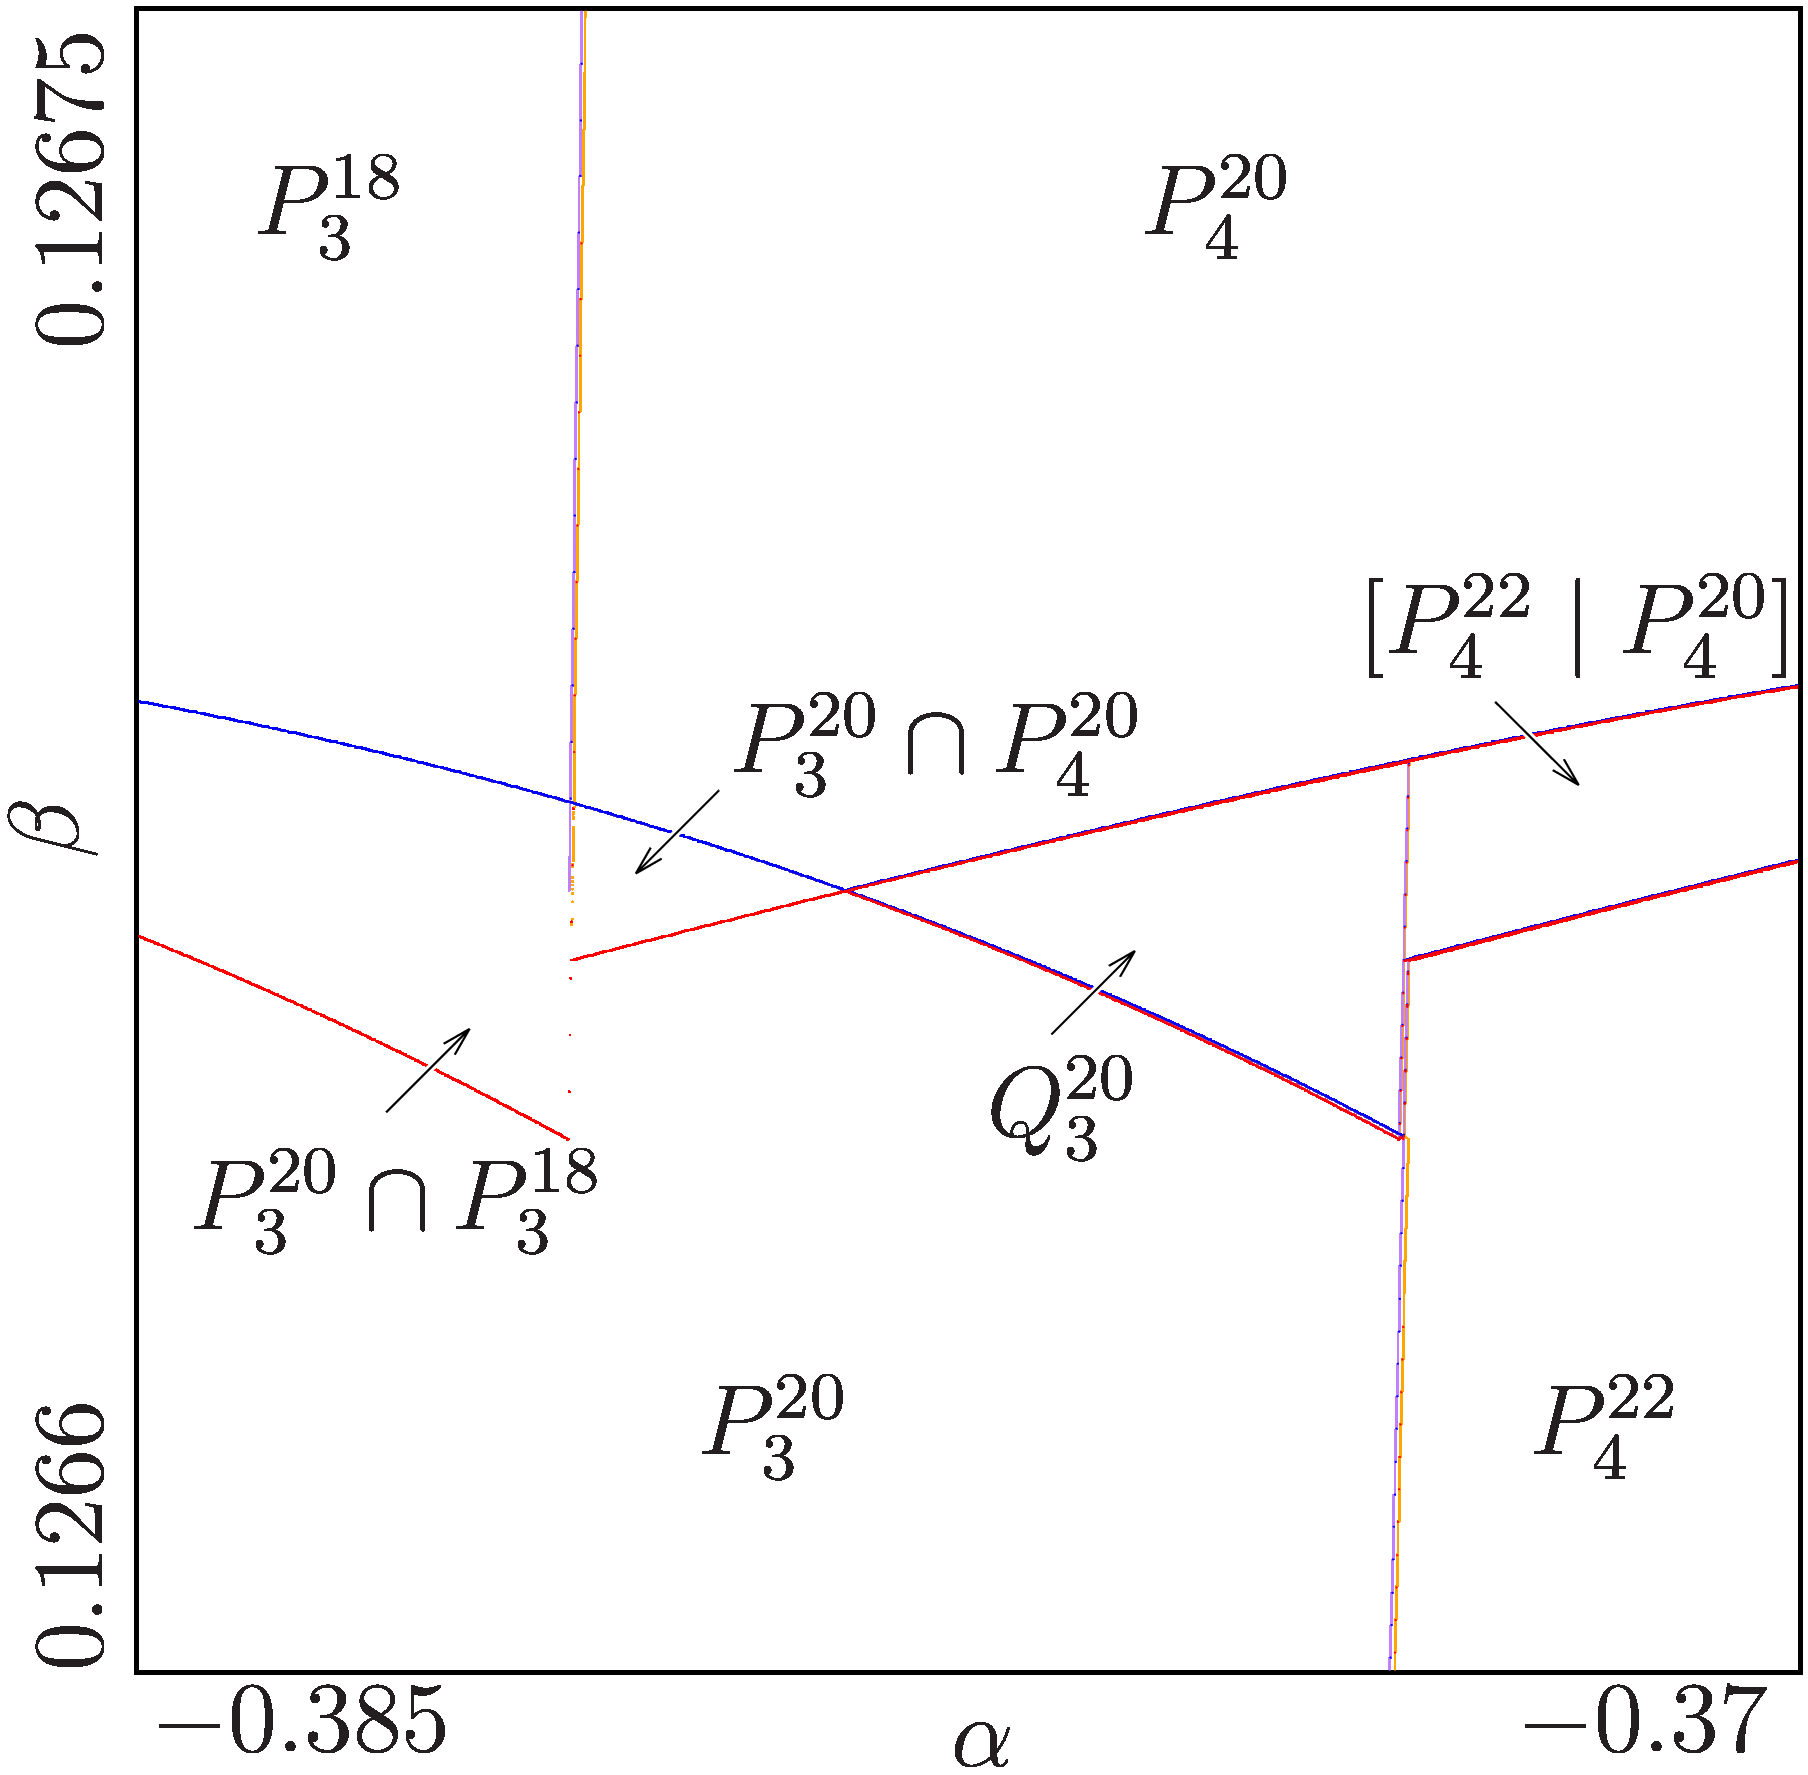 0.12675
P_3^{18}
P_4^{20}
[P_4^{22} | P_4^{20}]
P_3^{20} ∩ P_4^{20}
β
Q_3^{20}
P_3^{20} ∩ P_3^{18}
P_3^{20}
P_4^{22}
0.1266
−0.385
α
−0.37